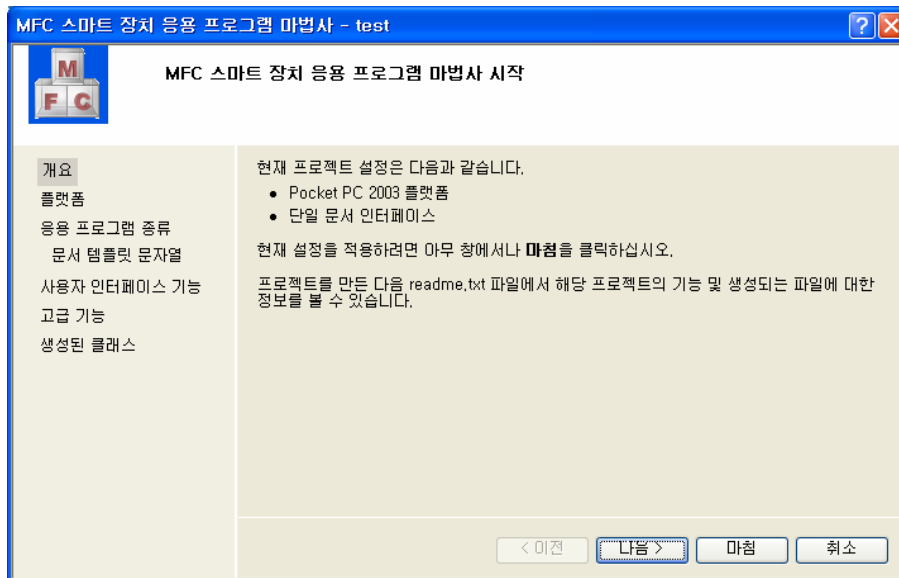 MFC 스마트 장치 응용 프로그램 마법사 - test
M
F C
MFC 스마트 장치 응용 프로그램 마법사 시작
개요
플랫폼
응용 프로그램 종류
문서 템플릿 문자열
사용자 인터페이스 기능
고급 기능
생성된 클래스
현재 프로젝트 설정은 다음과 같습니다.
• Pocket PC 2003 플랫폼
• 단일 문서 인터페이스
현재 설정을 적용하려면 아무 창에서나 마침을 클릭하십시오.
프로젝트를 만든 다음 readme.txt 파일에서 해당 프로젝트의 기능 및 생성되는 파일에 대한
정보를 볼 수 있습니다.
< 이전 다음 > 마침 취소